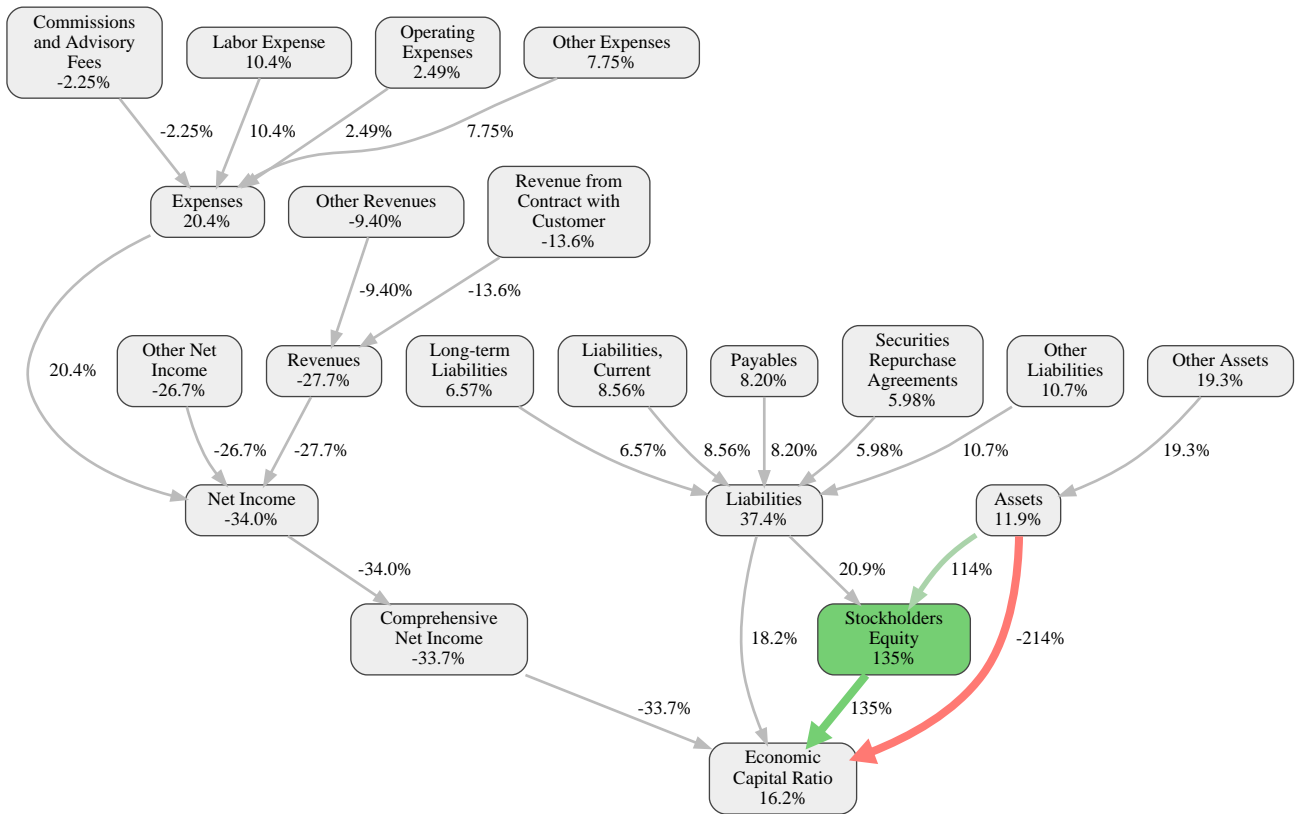 Commissions
and Advisory
Fees
-2.25%
Labor Expense
10.4%
Operating
Expenses
2.49%
Other Expenses
7.75%
-2.25%
10.4%
2.49%
7.75%
Expenses
20.4%
Other Revenues
-9.40%
Revenue from
Contract with
Customer
-13.6%
-9.40%
-13.6%
20.4%
Other Net
Income
-26.7%
Revenues
-27.7%
Long-term
Liabilities
6.57%
Liabilities,
Current
8.56%
Payables
8.20%
Securities
Repurchase
Agreements
5.98%
Other
Liabilities
10.7%
Other Assets
19.3%
-26.7%
-27.7%
6.57%
8.56%
8.20%
5.98%
10.7%
19.3%
Net Income
-34.0%
Liabilities
37.4%
Assets
11.9%
-34.0%
20.9%
114%
Comprehensive
Net Income
-33.7%
18.2%
Stockholders
Equity
135%
-214%
-33.7%
135%
Economic
Capital Ratio
16.2%